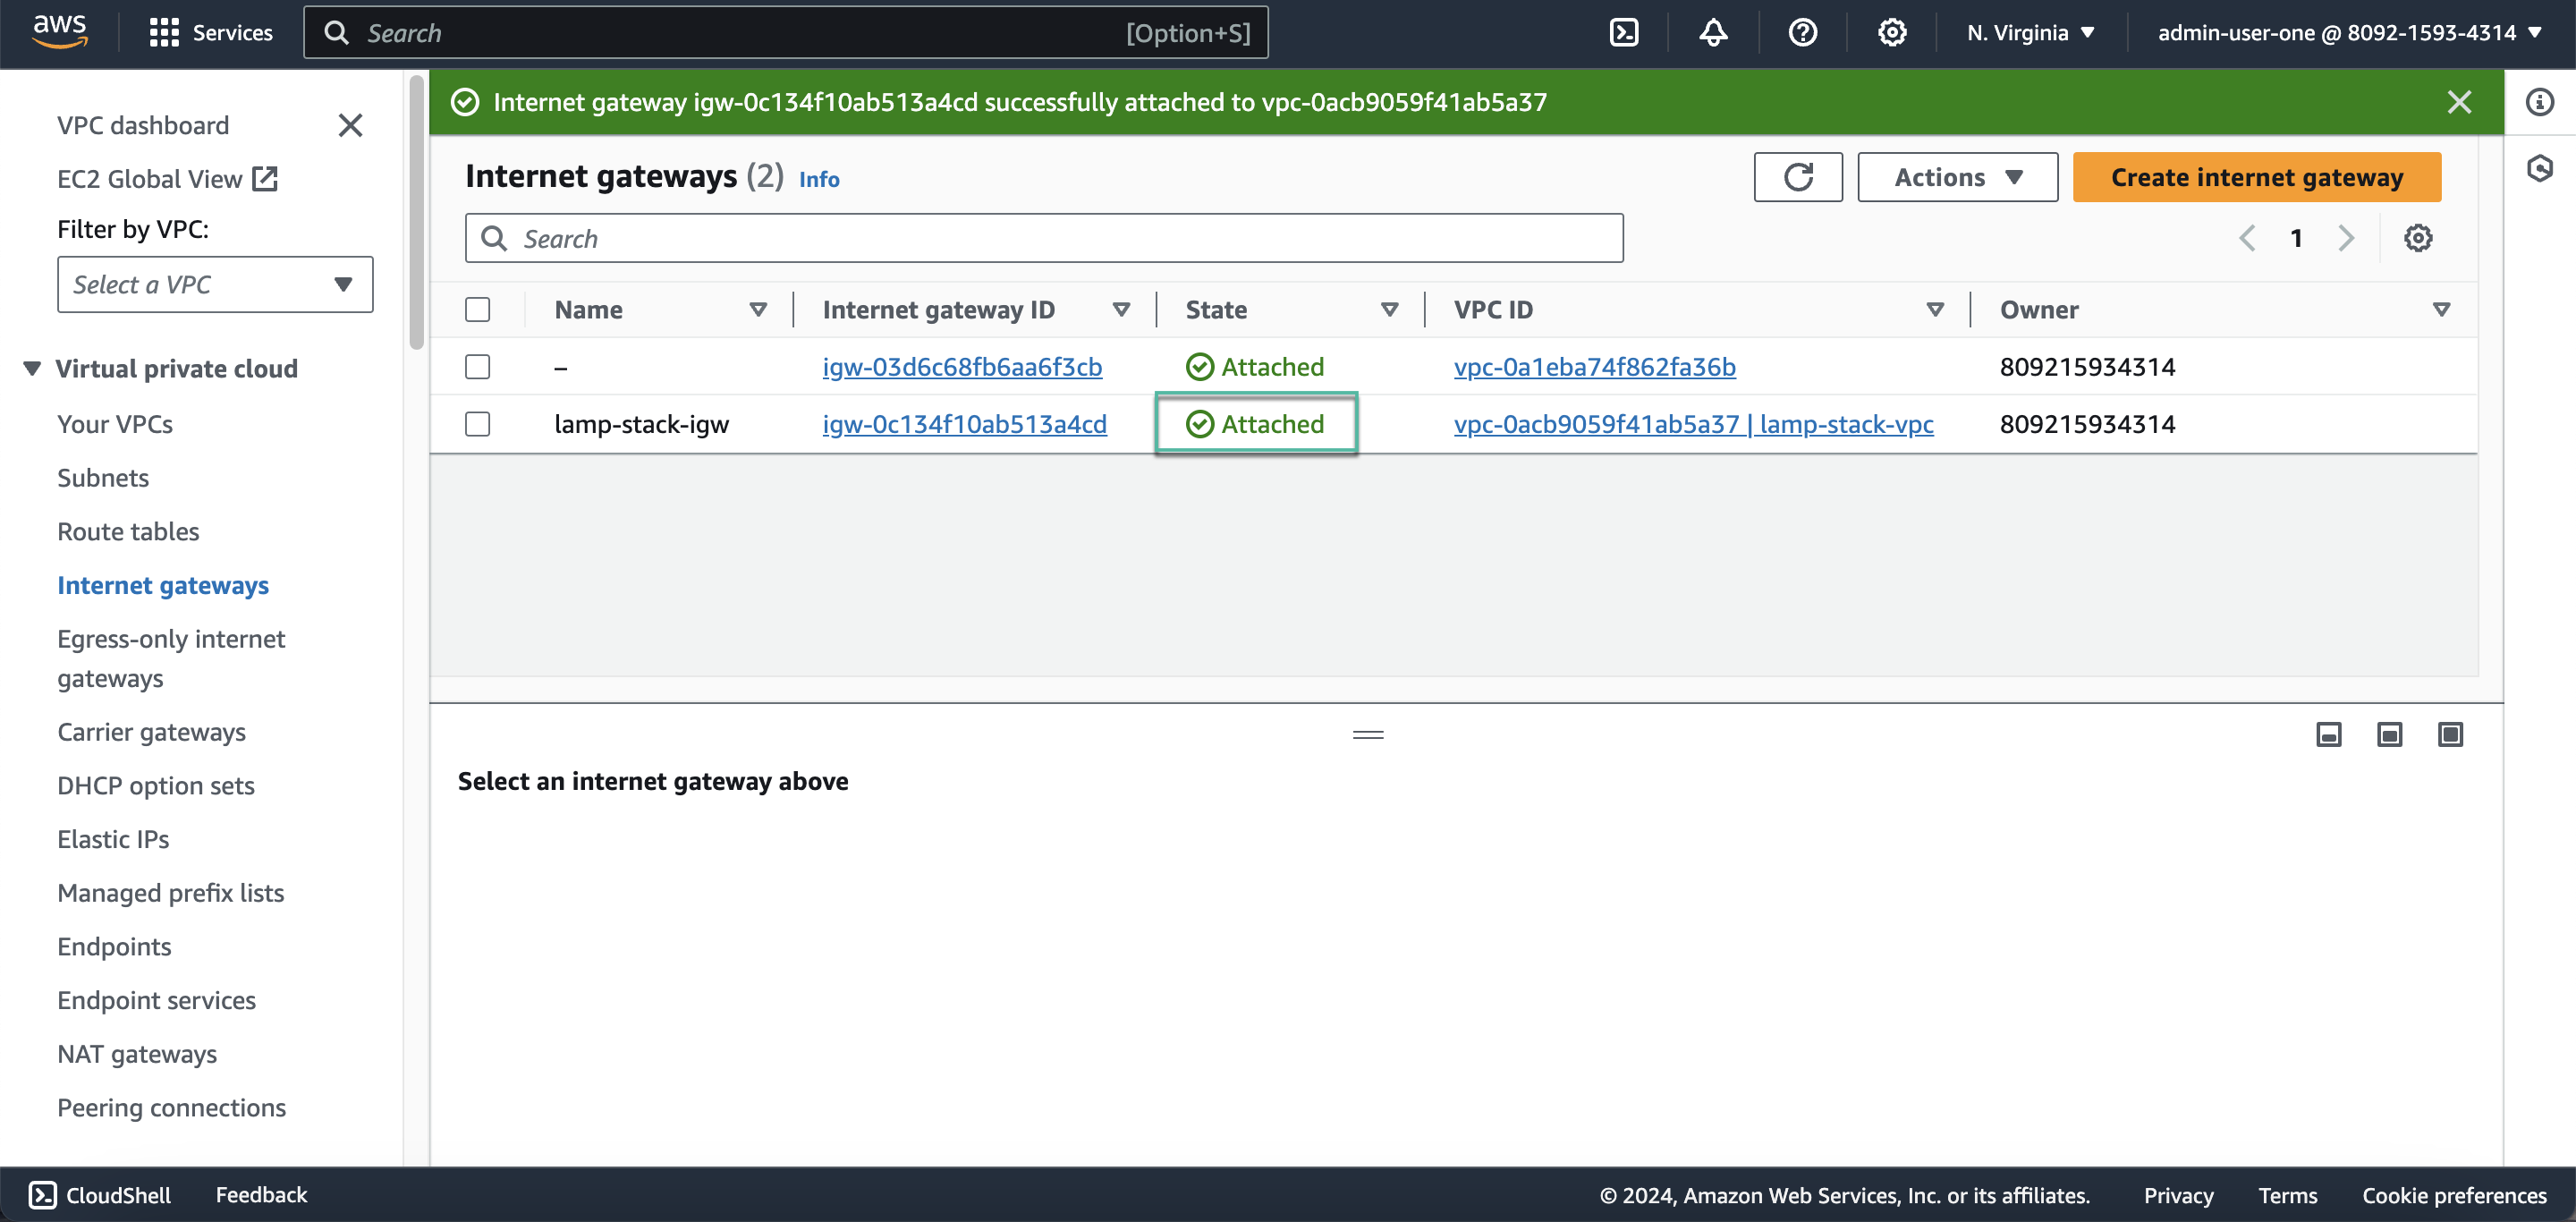 aws
Services
Search [Option+S]
N. Virginia
admin-user-one @ 8092-1593-4314
VPC dashboard
EC2 Global View
Filter by VPC:
Select a VPC
Virtual private cloud
Your VPCs
Subnets
Route tables
Internet gateways
Egress-only internet
gateways
Carrier gateways
DHCP option sets
Elastic IPs
Managed prefix lists
Endpoints
Endpoint services
NAT gateways
Peering connections
Internet gateway igw-0c134f10ab513a4cd successfully attached to vpc-0acb9059f41ab5a37
Internet gateways (2) Info
Actions
Create internet gateway
Search
1
Name Internet gateway ID State VPC ID Owner
– igw-03d6c68fb6aa6f3cb Attached vpc-0a1eba74f862fa36b 809215934314
lamp-stack-igw igw-0c134f10ab513a4cd Attached vpc-0acb9059f41ab5a37 | lamp-stack-vpc 809215934314
Select an internet gateway above
CloudShell Feedback © 2024, Amazon Web Services, Inc. or its affiliates. Privacy Terms Cookie preferences